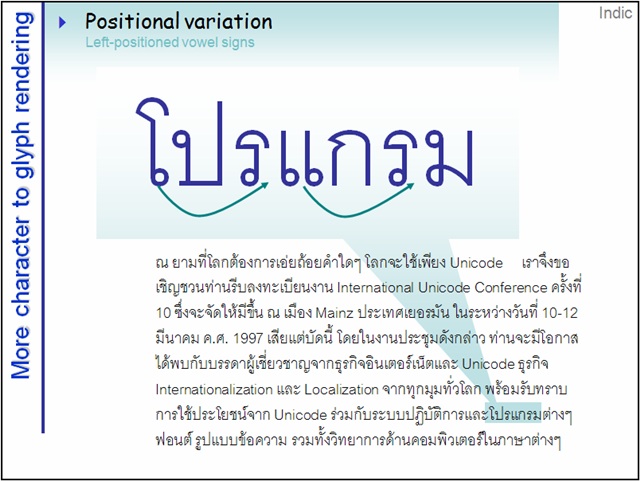 Indic
Positional variation
Left-positioned vowel signs
More character to glyph rendering
โปรแกรม
ณ ยามที่โลกต้องการเอ่ยถ้อยคำใดๆ โลกจะใช้เพียง Unicode เราจึงขอ
เชิญชวนท่านรีบลงทะเบียนงาน International Unicode Conference ครั้งที่
10 ซึ่งจะจัดให้มีขึ้น ณ เมือง Mainz ประเทศเยอรมัน ในระหว่างวันที่ 10-12
มีนาคม ค.ศ. 1997 เสียแต่บัดนี้ โดยในงานประชุมดังกล่าว ท่านจะมีโอกาส
ได้พบกับบรรดาผู้เชี่ยวชาญจากธุรกิจอินเตอร์เน็ตและ Unicode ธุรกิจ
Internationalization และ Localization จากทุกมุมทั่วโลก พร้อมรับทราบ
การใช้ประโยชน์จาก Unicode ร่วมกับระบบปฏิบัติการและโปรแกรมต่างๆ
ฟอนต์ รูปแบบข้อความ รวมทั้งวิทยาการด้านคอมพิวเตอร์ในภาษาต่างๆ